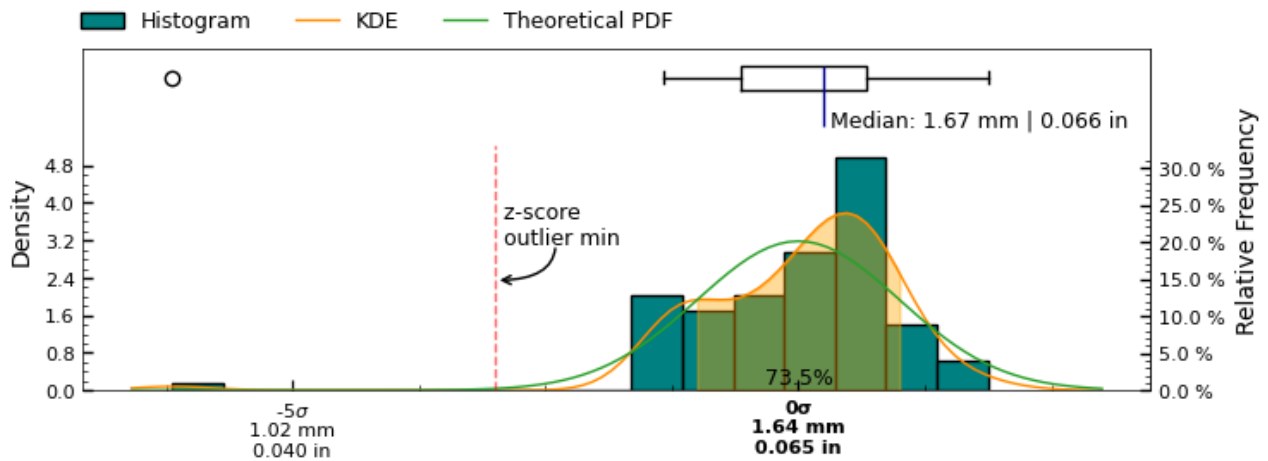 Histogram KDE Theoretical PDF
Median: 1.67 mm | 0.066 in
Density
4.8
4.0
3.2
2.4
1.6
0.8
0.0
z-score
outlier min
73.5%
30.0 %
25.0 %
20.0 %
15.0 %
10.0 %
5.0 %
0.0 %
Relative Frequency
-5σ
1.02 mm
0.040 in
0σ
1.64 mm
0.065 in